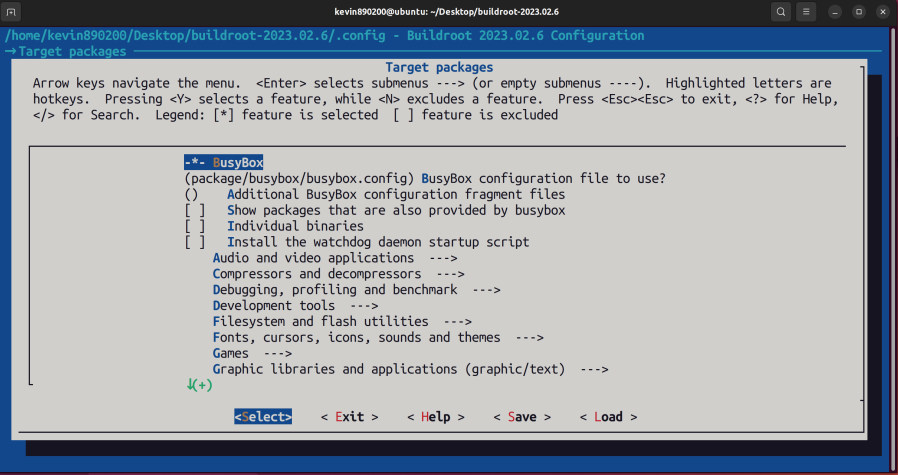 kevin890200@ubuntu: ~/Desktop/buildroot-2023.02.6
/home/kevin890200/Desktop/buildroot-2023.02.6/.config - Buildroot 2023.02.6 Configuration
→ Target packages
Target packages
Arrow keys navigate the menu.  <Enter> selects submenus ---> (or empty submenus ----).  Highlighted letters are
hotkeys.  Pressing <Y> selects a feature, while <N> excludes a feature.  Press <Esc><Esc> to exit, <?> for Help,
</> for Search.  Legend: [*] feature is selected  [ ] feature is excluded
-*- BusyBox
(package/busybox/busybox.config) BusyBox configuration file to use?
()    Additional BusyBox configuration fragment files
[ ]   Show packages that are also provided by busybox
[ ]   Individual binaries
[ ]   Install the watchdog daemon startup script
Audio and video applications  --->
Compressors and decompressors  --->
Debugging, profiling and benchmark  --->
Development tools  --->
Filesystem and flash utilities  --->
Fonts, cursors, icons, sounds and themes  --->
Games  --->
Graphic libraries and applications (graphic/text)  --->
↓(+)
<Select>    < Exit >    < Help >    < Save >    < Load >